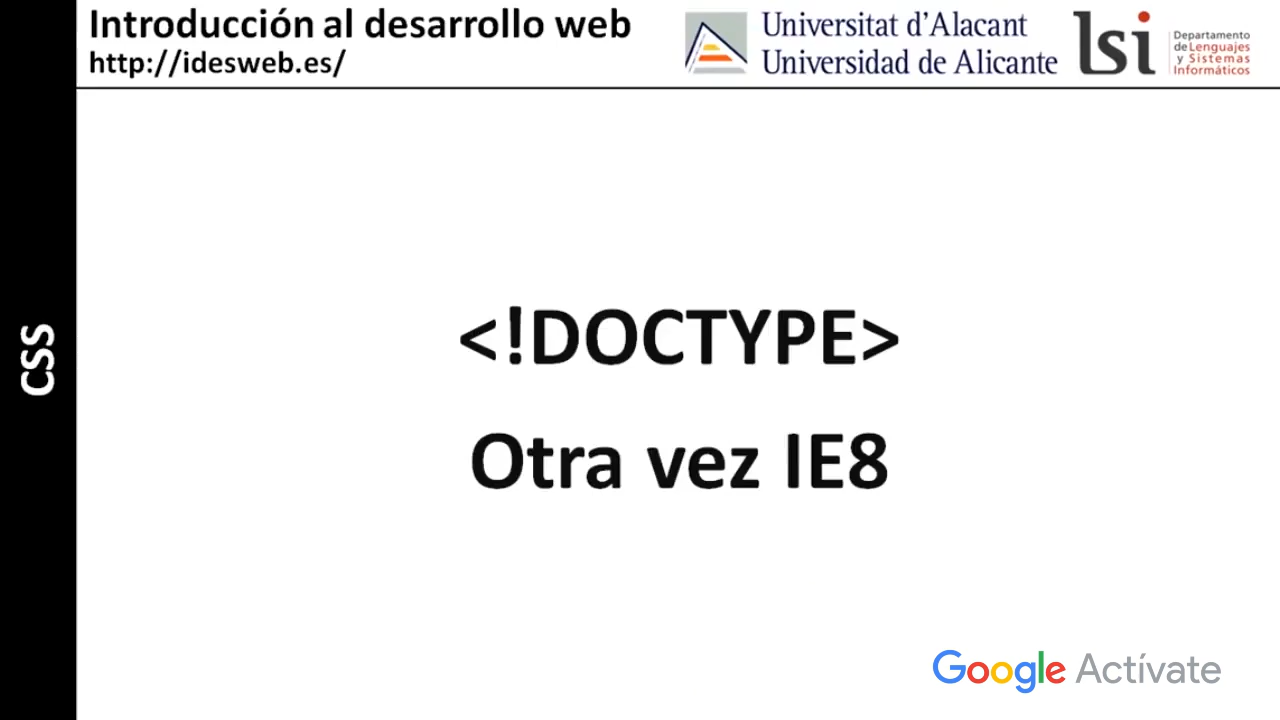 Introducción al desarrollo web
http://idesweb.es/
Universitat d'Alacant
Universidad de Alicante
lsi
Departamento
de Lenguajes
y Sistemas
Informáticos
CSS
<!DOCTYPE>
Otra vez IE8
Google Actívate